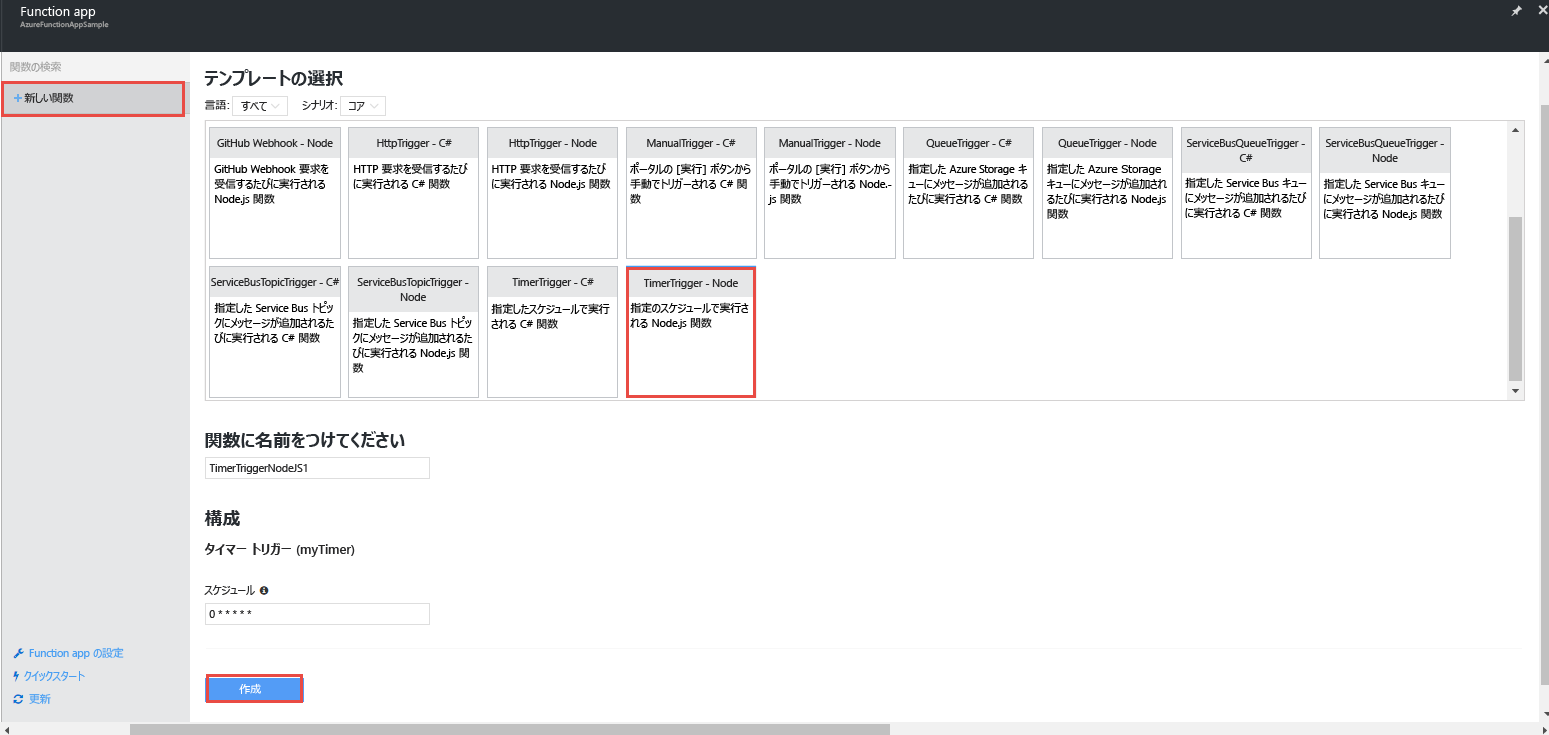 Function app
AzureFunctionAppSample
関数の検索
+新しい関数
テンプレートの選択
言語: すべて シナリオ: コア
GitHub Webhook - Node
GitHub Webhook 要求を
受信するたびに実行される
Node.js 関数
HttpTrigger - C#
HTTP 要求を受信するたび
に実行される C# 関数
HttpTrigger - Node
HTTP 要求を受信するたび
に実行される Node.js 関数
ManualTrigger - C#
ポータルの [実行] ボタンから
手動でトリガーされる C# 関
数
ManualTrigger - Node
ポータルの [実行] ボタンから
手動でトリガーされる Node.-
js 関数
QueueTrigger - C#
指定した Azure Storage キ
ューにメッセージが追加される
たびに実行される C# 関数
QueueTrigger - Node
指定した Azure Storage
キューにメッセージが追加され
るたびに実行される Node.js
関数
ServiceBusQueueTrigger -
C#
指定した Service Bus キュー
にメッセージが追加されるたび
に実行される C# 関数
ServiceBusQueueTrigger -
Node
指定した Service Bus キュー
にメッセージが追加されるたび
に実行される Node.js 関数
ServiceBusTopicTrigger - C#
指定した Service Bus トピッ
クにメッセージが追加されるた
びに実行される C# 関数
ServiceBusTopicTrigger -
Node
指定した Service Bus トピッ
クにメッセージが追加されるた
びに実行される Node.js 関
数
TimerTrigger - C#
指定したスケジュールで実行
される C# 関数
TimerTrigger - Node
指定のスケジュールで実行さ
れる Node.js 関数
関数に名前をつけてください
TimerTriggerNodeJS1
構成
タイマー トリガー (myTimer)
スケジュール
0 * * * * *
作成
Function app の設定
クイックスタート
更新